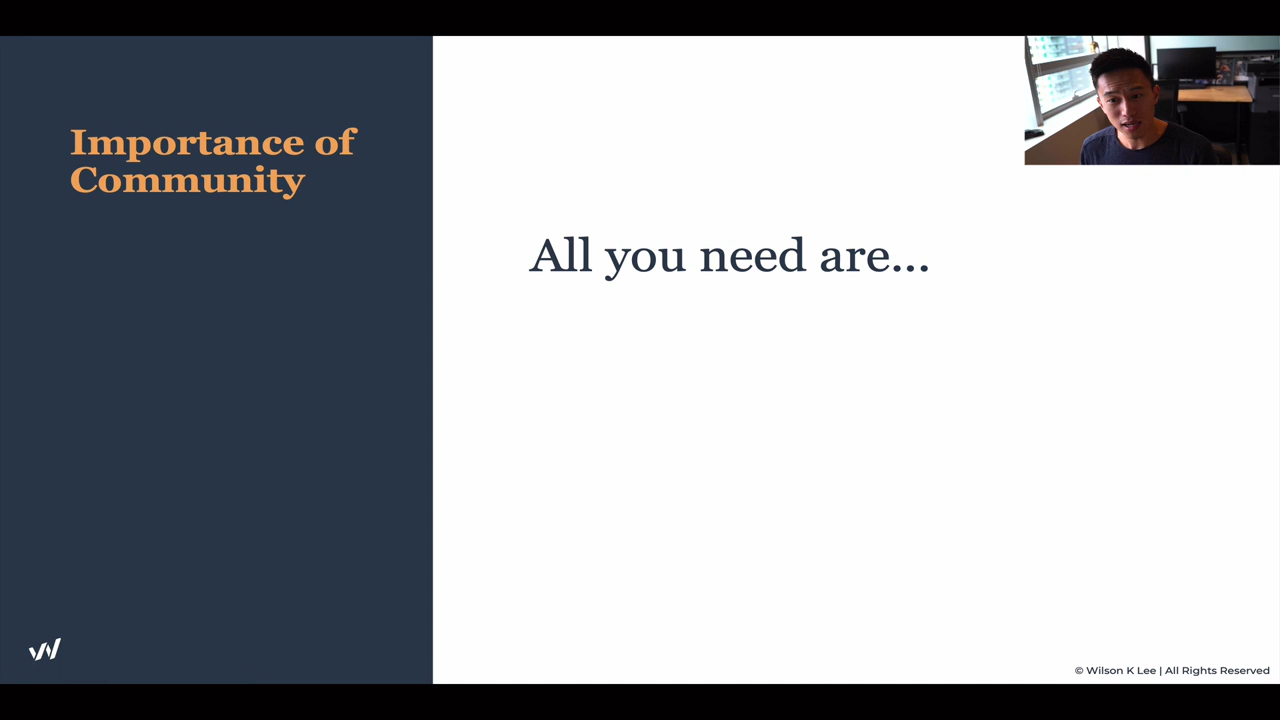 Importance of
Community
All you need are...
© Wilson K Lee | All Rights Reserved